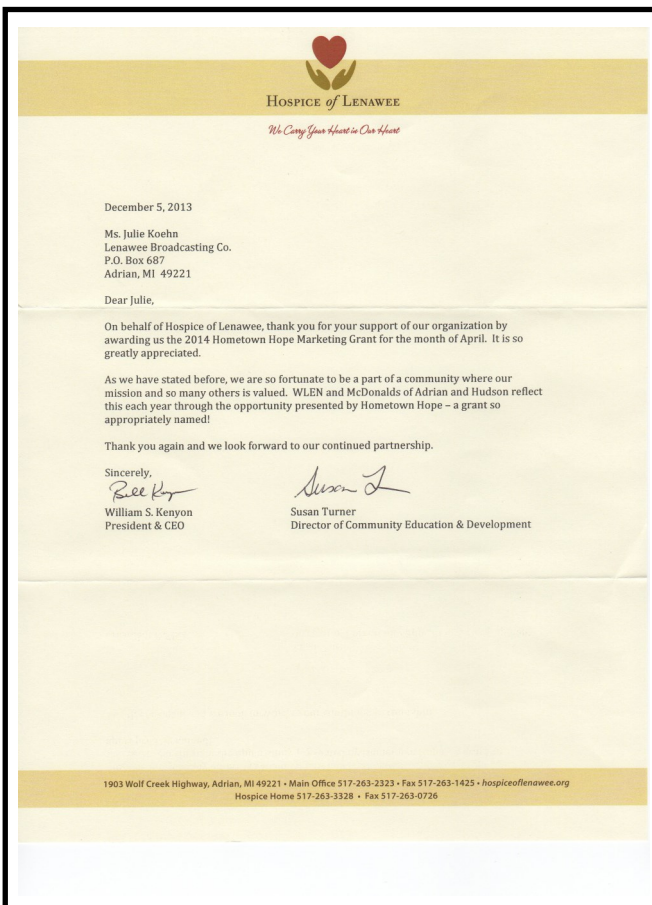 HOSPICE of LENAWEE
We Carry Your Heart in Our Heart
December 5, 2013
Ms. Julie Koehn
Lenawee Broadcasting Co.
P.O. Box 687
Adrian, MI  49221
Dear Julie,
On behalf of Hospice of Lenawee, thank you for your support of our organization by
awarding us the 2014 Hometown Hope Marketing Grant for the month of April.  It is so
greatly appreciated.
As we have stated before, we are so fortunate to be a part of a community where our
mission and so many others is valued.  WLEN and McDonalds of Adrian and Hudson reflect
this each year through the opportunity presented by Hometown Hope – a grant so
appropriately named!
Thank you again and we look forward to our continued partnership.
Sincerely,
Bill Susan
William S. Kenyon Susan Turner
President & CEO Director of Community Education & Development
1903 Wolf Creek Highway, Adrian, MI 49221 • Main Office 517-263-2323 • Fax 517-263-1425 • hospiceoflenawee.org
Hospice Home 517-263-3328 • Fax 517-263-0726